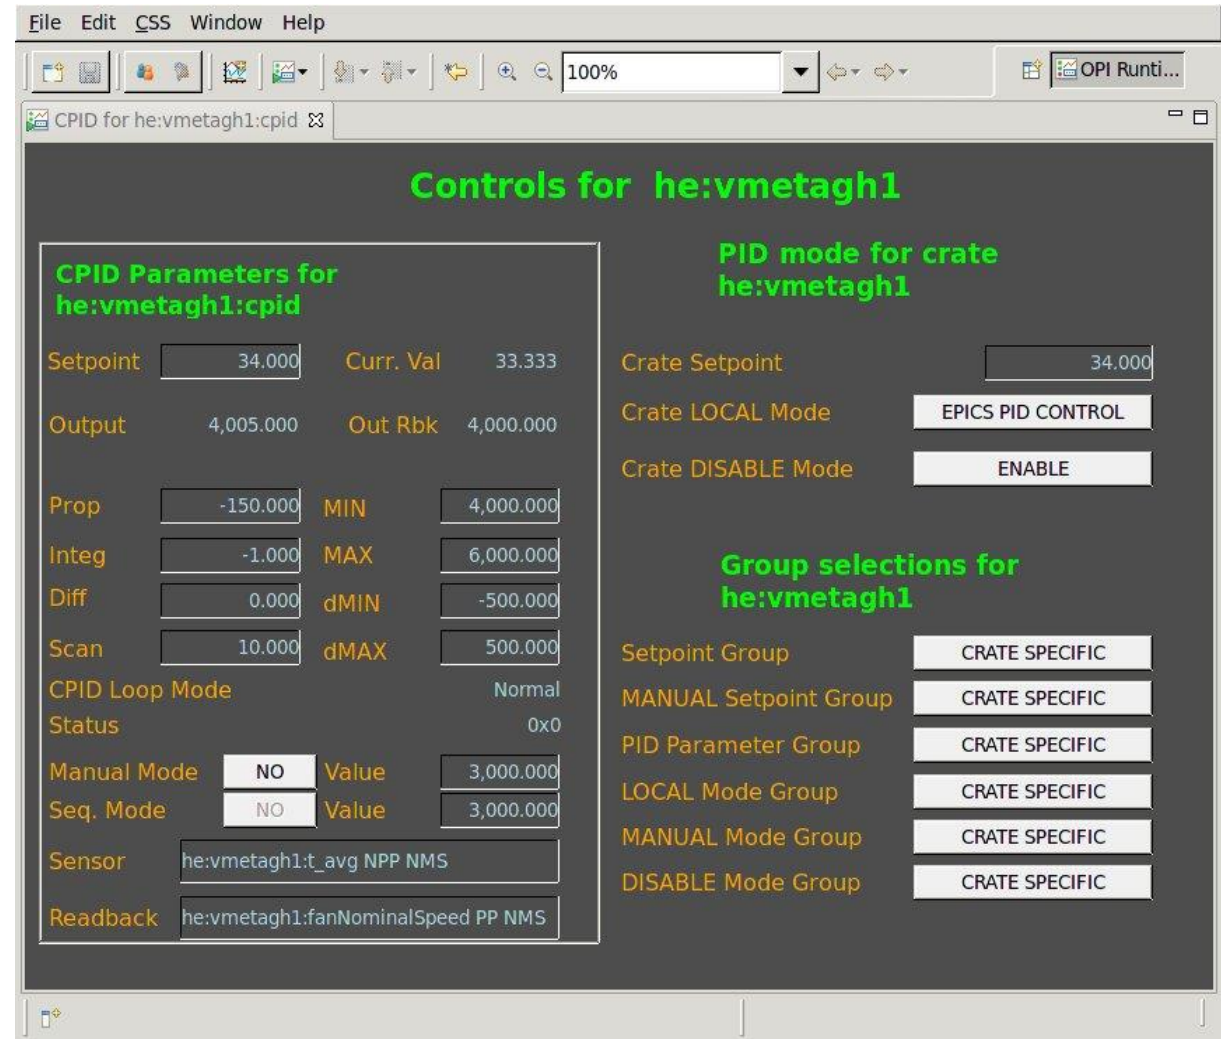 File Edit CSS Window Help
100%
OPI Runti...
CPID for he:vmetagh1:cpid
Controls for he:vmetagh1
CPID Parameters for
he:vmetagh1:cpid
Setpoint 34.000 Curr. Val 33.333
Output 4,005.000 Out Rbk 4,000.000
Prop -150.000 MIN 4,000.000
Integ -1.000 MAX 6,000.000
Diff 0.000 dMIN -500.000
Scan 10.000 dMAX 500.000
CPID Loop Mode Normal
Status 0x0
Manual Mode NO Value 3,000.000
Seq. Mode NO Value 3,000.000
Sensor he:vmetagh1:t_avg NPP NMS
Readback he:vmetagh1:fanNominalSpeed PP NMS
PID mode for crate
he:vmetagh1
Crate Setpoint 34.000
Crate LOCAL Mode EPICS PID CONTROL
Crate DISABLE Mode ENABLE
Group selections for
he:vmetagh1
Setpoint Group CRATE SPECIFIC
MANUAL Setpoint Group CRATE SPECIFIC
PID Parameter Group CRATE SPECIFIC
LOCAL Mode Group CRATE SPECIFIC
MANUAL Mode Group CRATE SPECIFIC
DISABLE Mode Group CRATE SPECIFIC